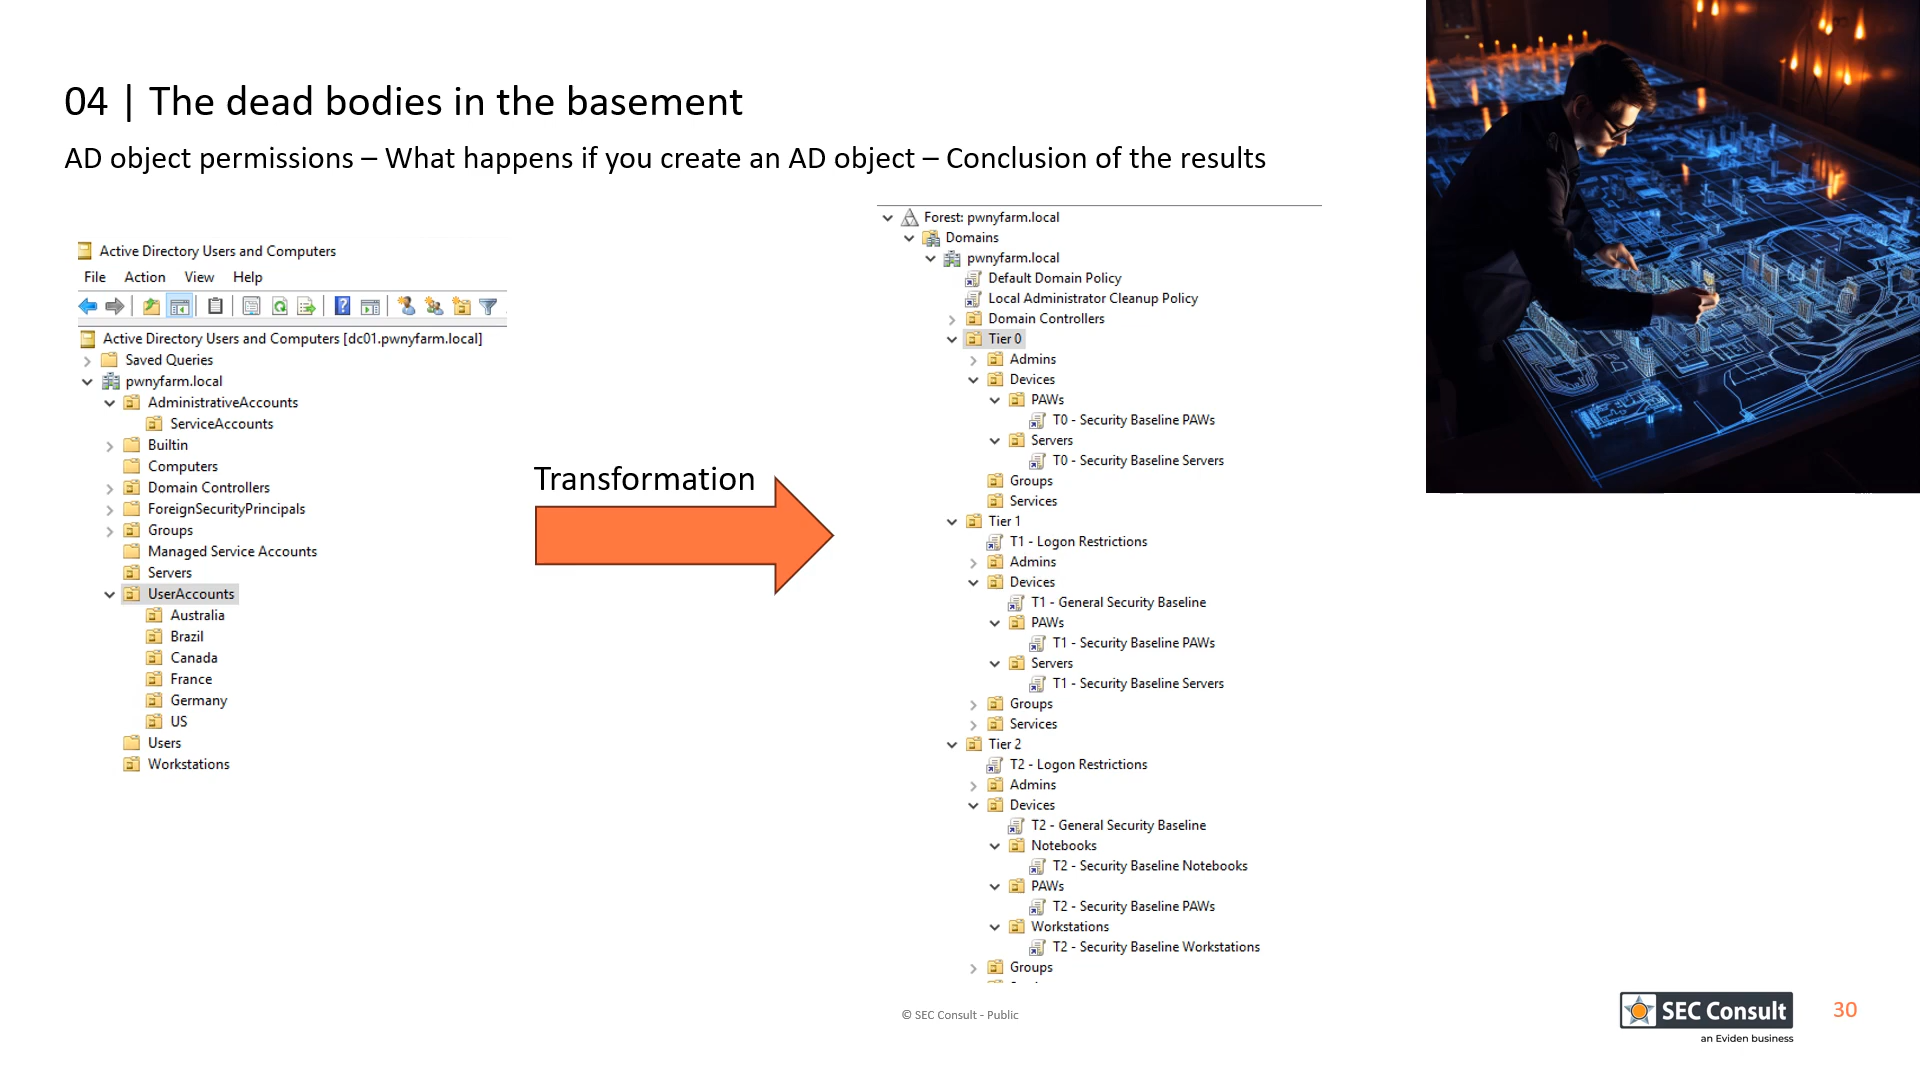 04 | The dead bodies in the basement
AD object permissions – What happens if you create an AD object – Conclusion of the results
Active Directory Users and Computers
File Action View Help
Active Directory Users and Computers [dc01.pwnyfarm.local]
Saved Queries
pwnyfarm.local
AdministrativeAccounts
ServiceAccounts
Builtin
Computers
Domain Controllers
ForeignSecurityPrincipals
Groups
Managed Service Accounts
Servers
UserAccounts
Australia
Brazil
Canada
France
Germany
US
Users
Workstations
Transformation
Forest: pwnyfarm.local
Domains
pwnyfarm.local
Default Domain Policy
Local Administrator Cleanup Policy
Domain Controllers
Tier 0
Admins
Devices
PAWs
T0 - Security Baseline PAWs
Servers
T0 - Security Baseline Servers
Groups
Services
Tier 1
T1 - Logon Restrictions
Admins
Devices
T1 - General Security Baseline
PAWs
T1 - Security Baseline PAWs
Servers
T1 - Security Baseline Servers
Groups
Services
Tier 2
T2 - Logon Restrictions
Admins
Devices
T2 - General Security Baseline
Notebooks
T2 - Security Baseline Notebooks
PAWs
T2 - Security Baseline PAWs
Workstations
T2 - Security Baseline Workstations
Groups
© SEC Consult - Public
SEC Consult
an Eviden business
30